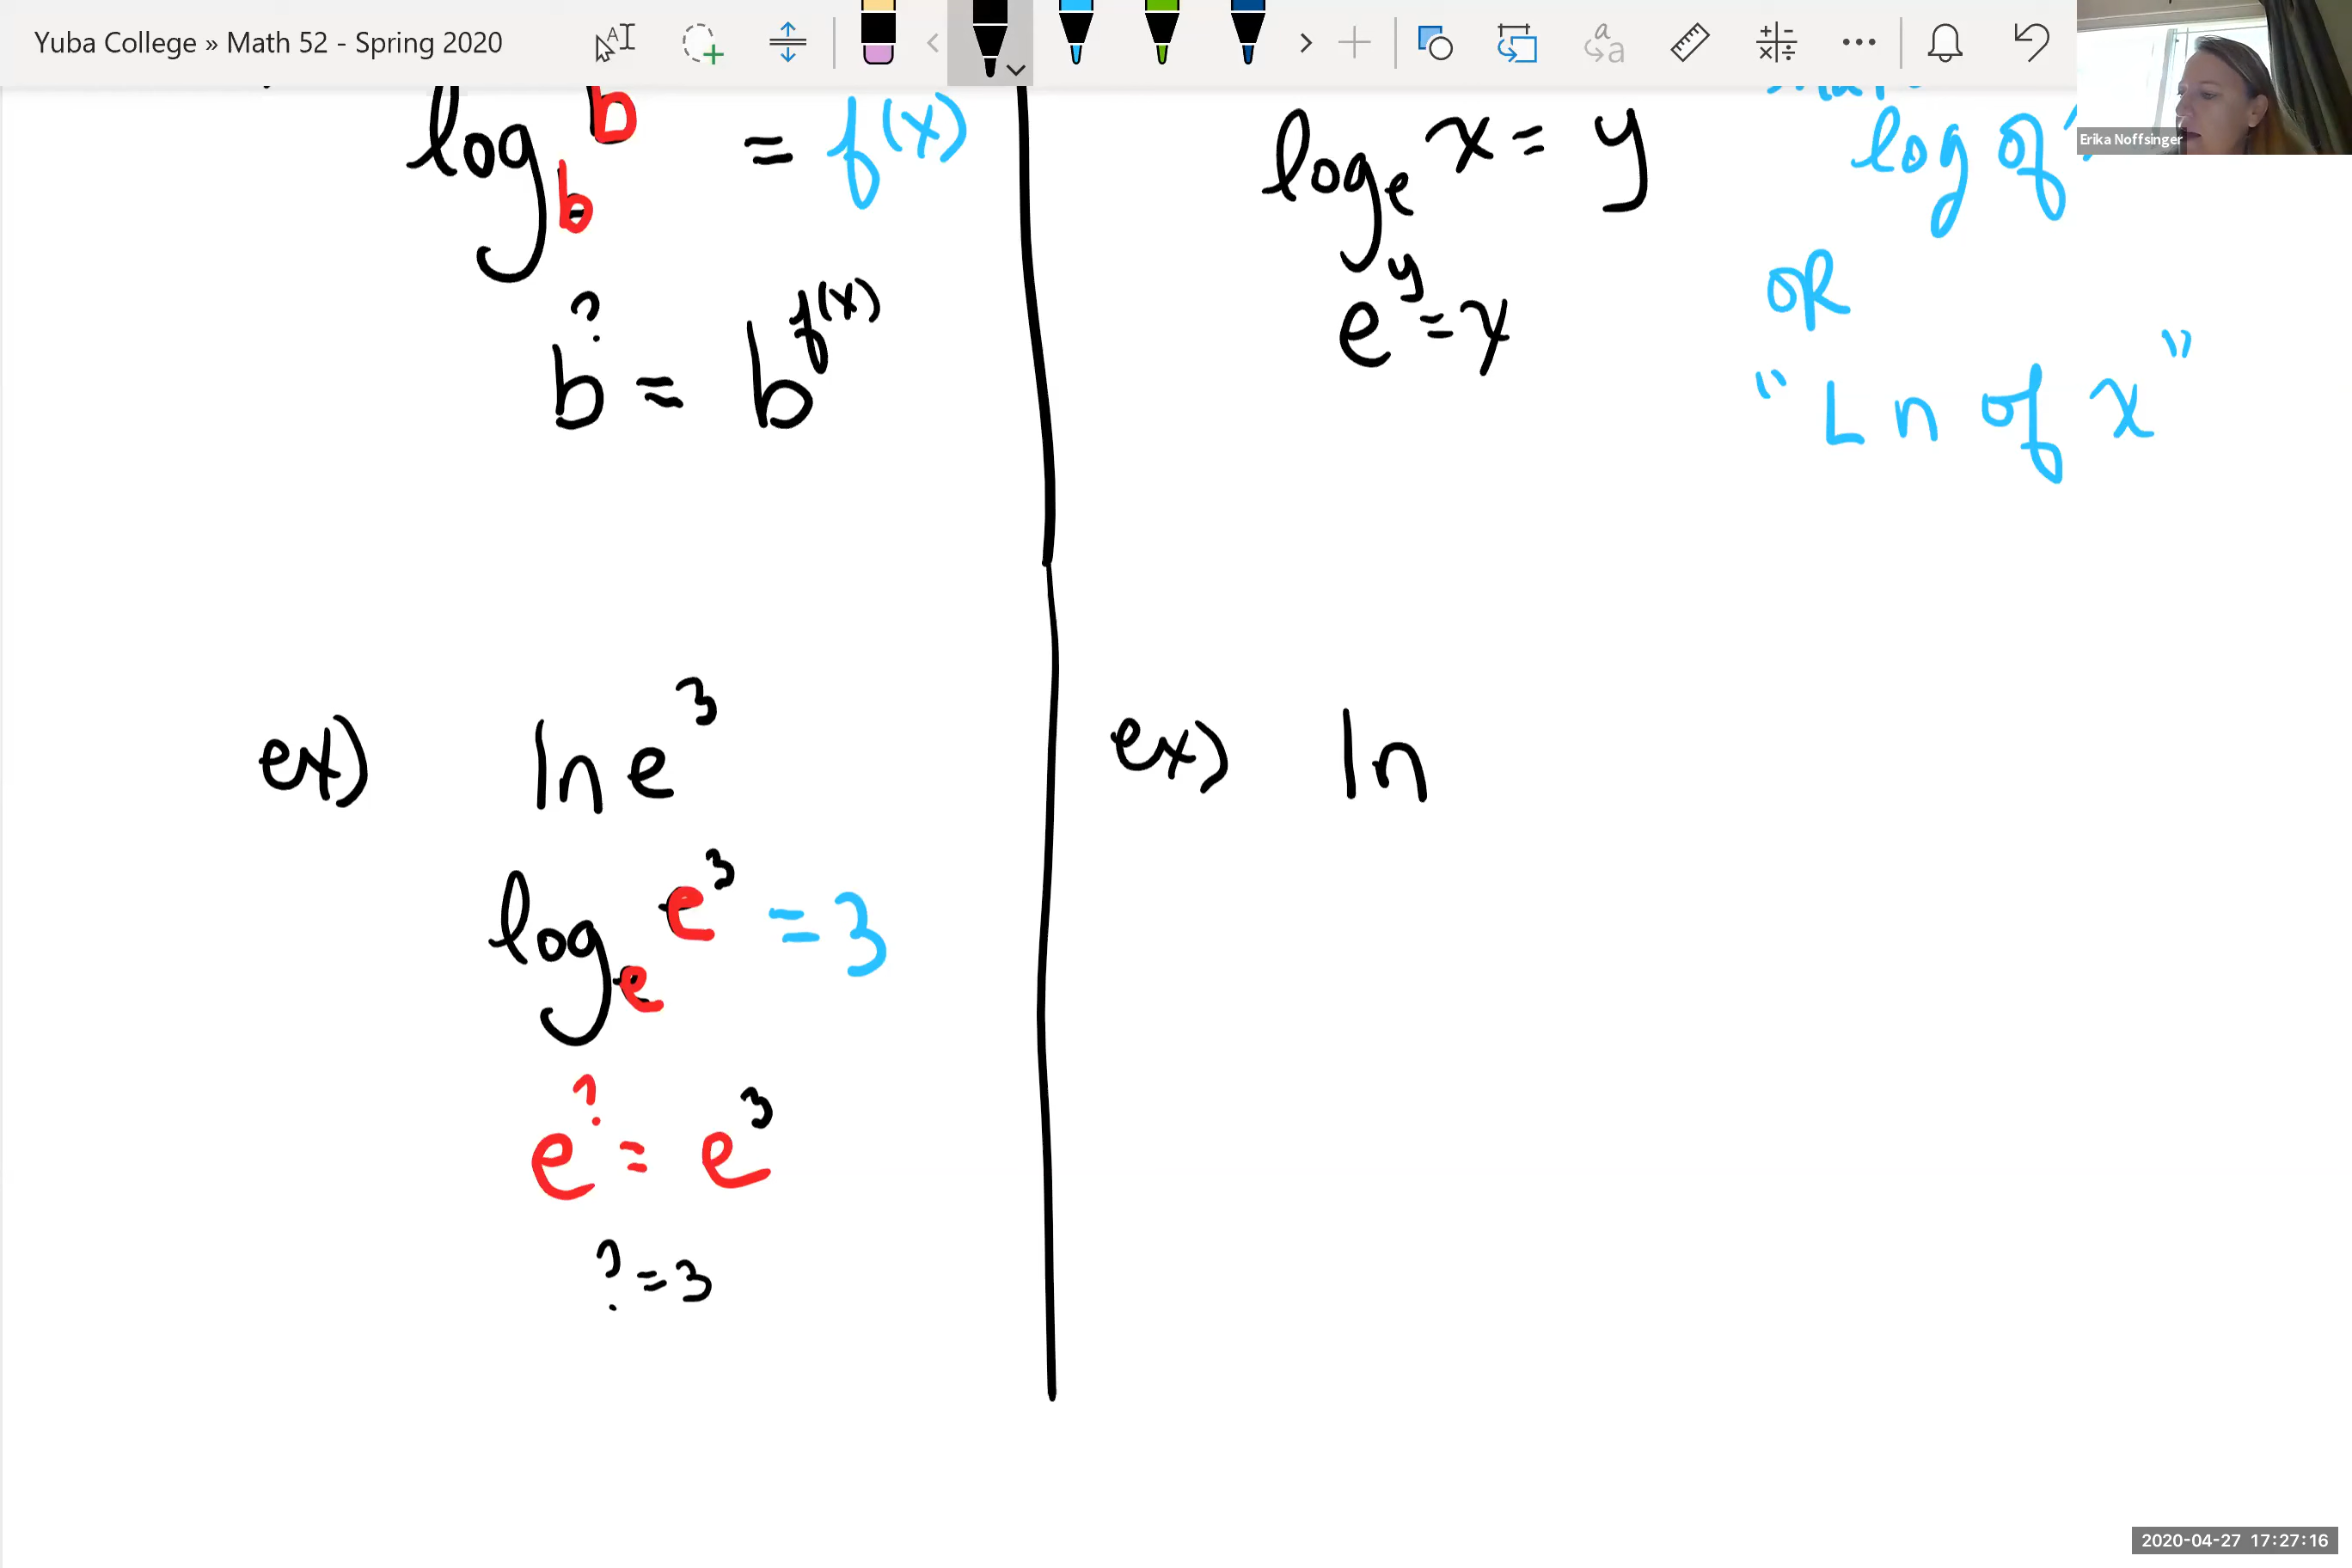 Yuba College » Math 52 - Spring 2020
Erika Noffsinger
log_b b = f(x)
b^? = b^f(x)
log_e x = y
e^y = x
log of
OR
"Ln of x"
ex) ln e^3
log_e e^3 = 3
e^? = e^3
? = 3
ex) ln
2020-04-27 17:27:16